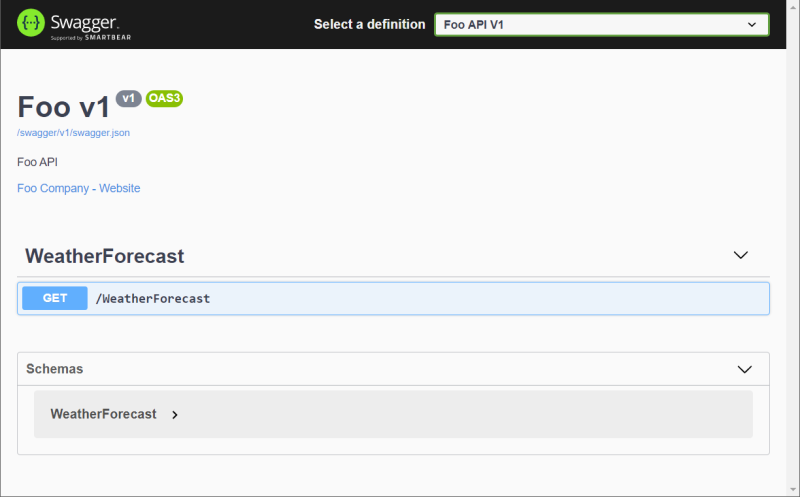 Swagger.
Supported by SMARTBEAR
Select a definition
Foo API V1
Foo v1 v1 OAS3
/swagger/v1/swagger.json
Foo API
Foo Company - Website
WeatherForecast
GET /WeatherForecast
Schemas
WeatherForecast